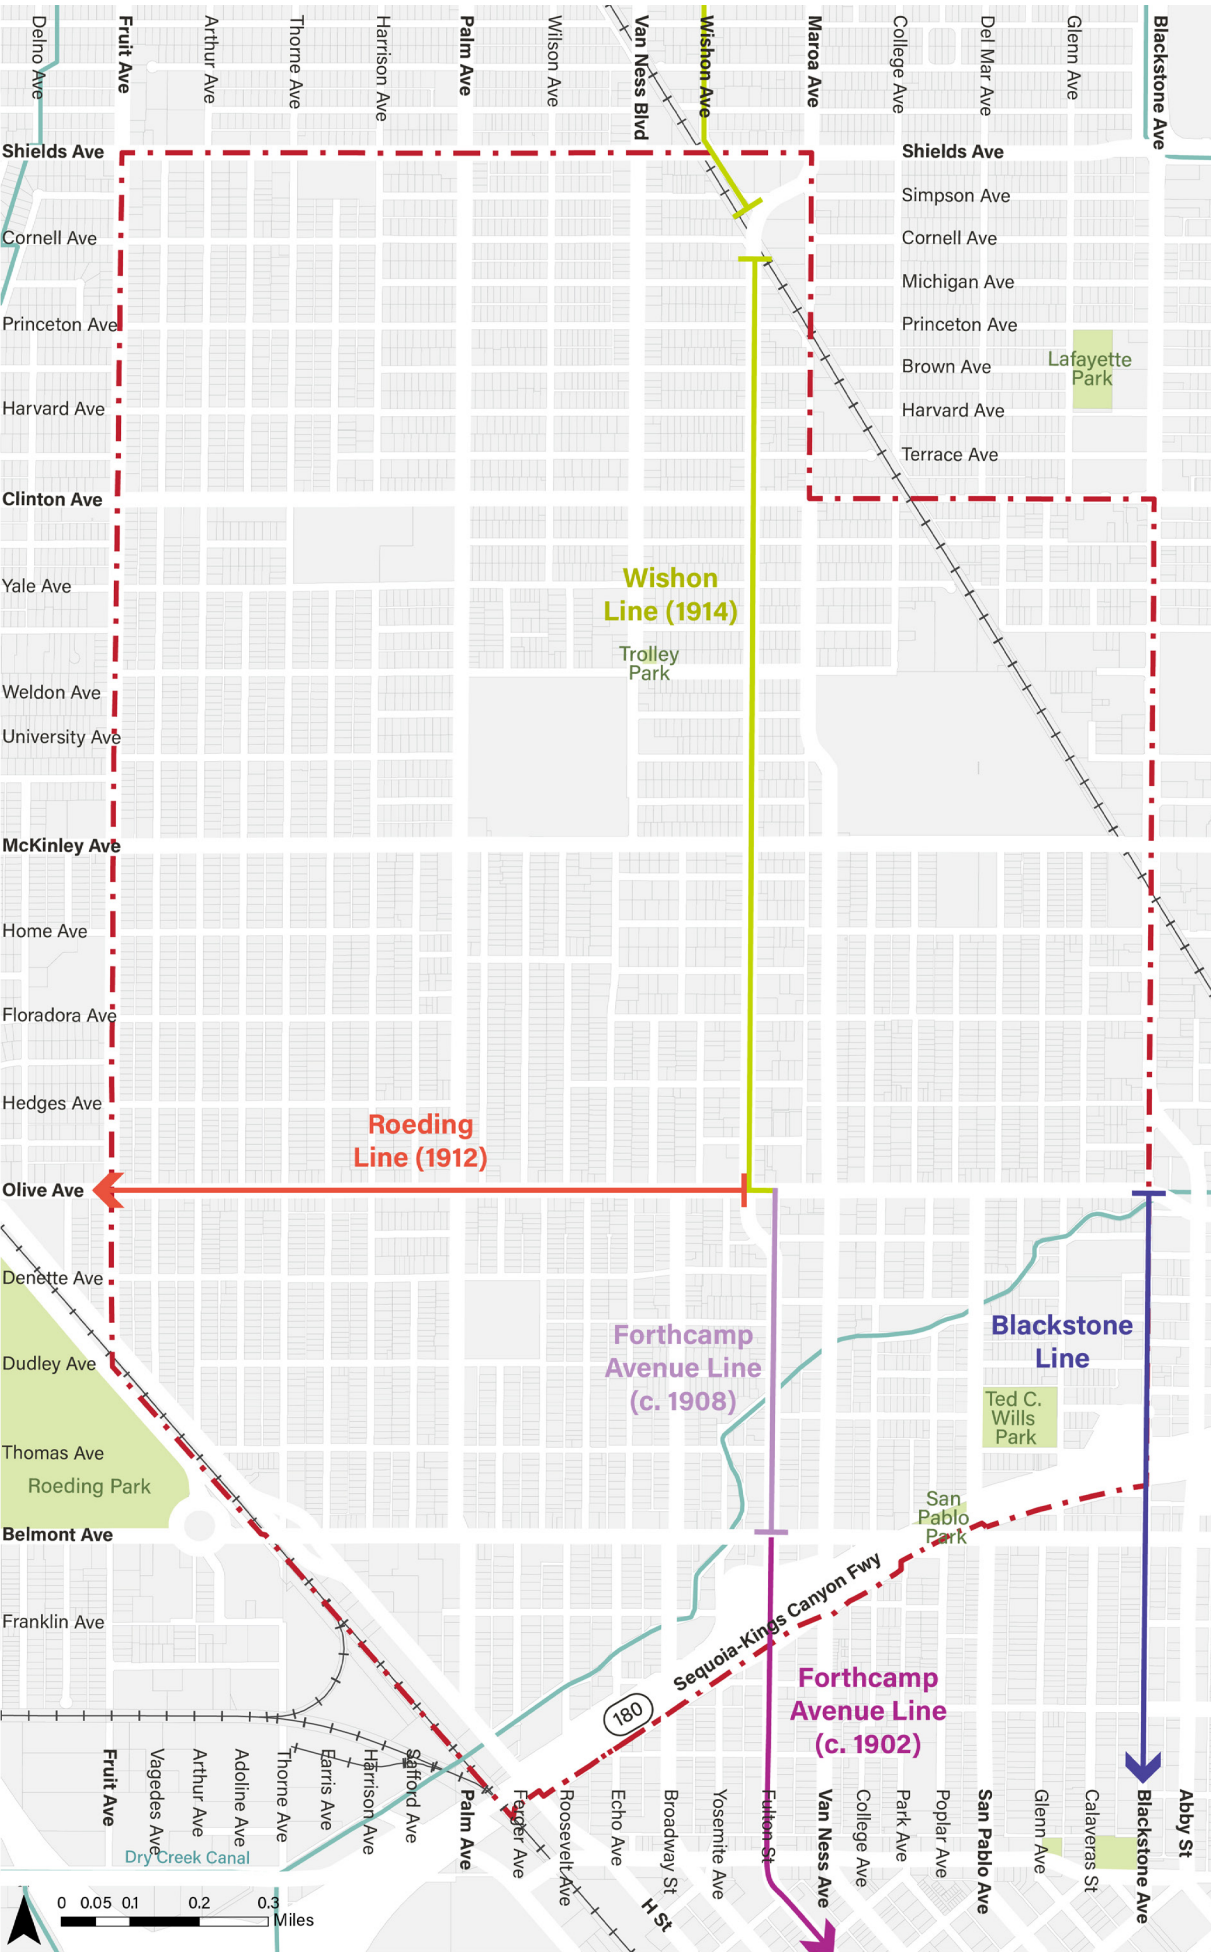 Delno Ave
Fruit Ave
Arthur Ave
Thorne Ave
Harrison Ave
Palm Ave
Wilson Ave
Van Ness Blvd
Wishon Ave
Maroa Ave
College Ave
Del Mar Ave
Glenn Ave
Blackstone Ave
Shields Ave
Shields Ave
Simpson Ave
Cornell Ave
Cornell Ave
Michigan Ave
Princeton Ave
Princeton Ave
Lafayette
Park
Brown Ave
Harvard Ave
Harvard Ave
Terrace Ave
Clinton Ave
Wishon
Line (1914)
Yale Ave
Trolley
Park
Weldon Ave
University Ave
McKinley Ave
Home Ave
Floradora Ave
Hedges Ave
Roeding
Line (1912)
Olive Ave
Denette Ave
Forthcamp
Avenue Line
(c. 1908)
Blackstone
Line
Dudley Ave
Ted C.
Wills
Park
Thomas Ave
Roeding Park
San
Pablo
Park
Belmont Ave
Franklin Ave
Sequoia-Kings Canyon Fwy
180
Forthcamp
Avenue Line
(c. 1902)
Fruit Ave
Vagedes Ave
Arthur Ave
Adoline Ave
Thorne Ave
Farris Ave
Harrison Ave
Safford Ave
Palm Ave
Ferger Ave
Roosevelt Ave
Echo Ave
Broadway St
Yosemite Ave
Fulton St
Van Ness Ave
College Ave
Park Ave
Poplar Ave
San Pablo Ave
Glenn Ave
Calaveras St
Blackstone Ave
Abby St
Dry Creek Canal
H St
0 0.05 0.1 0.2 0.3
Miles